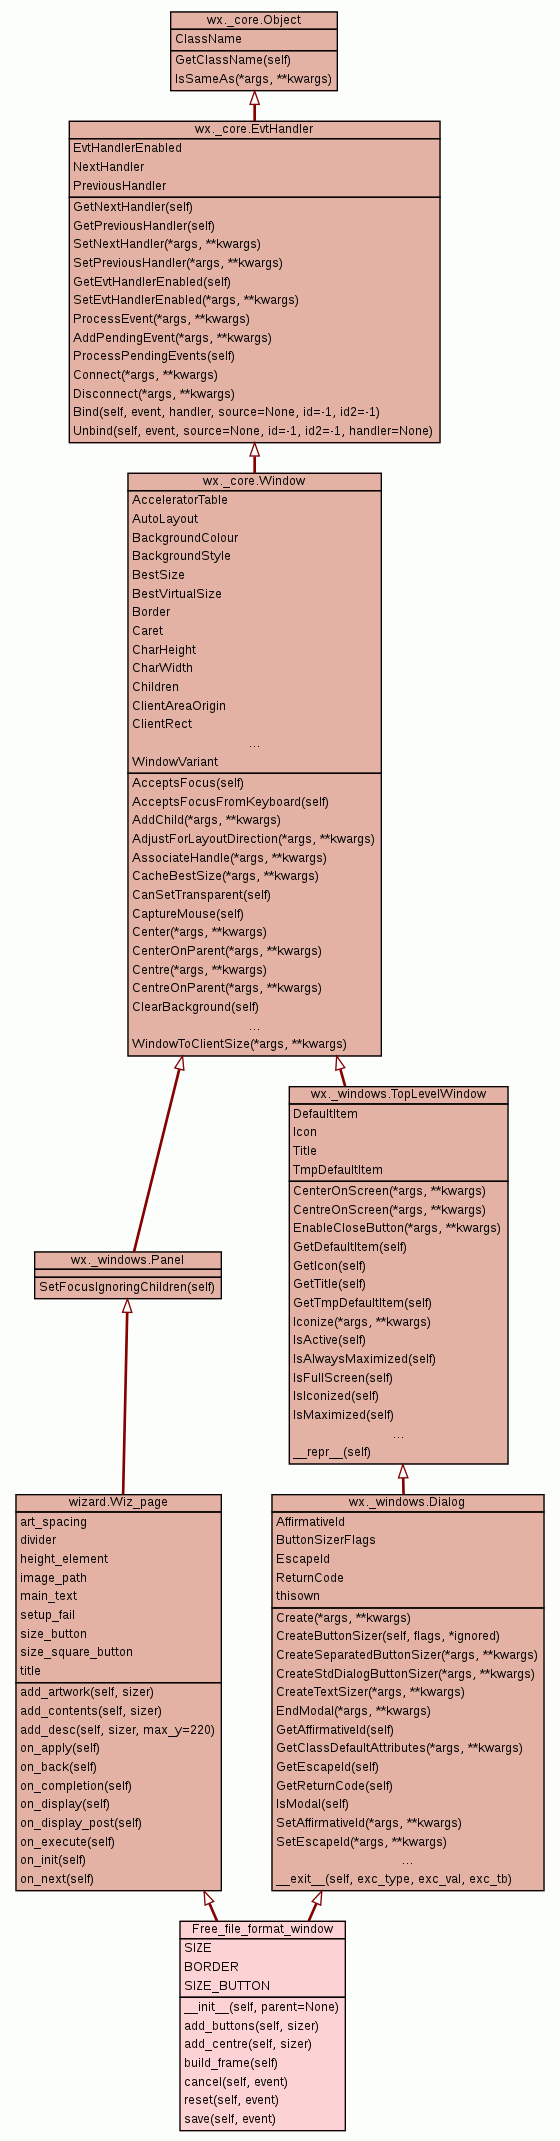 wx._core.Object
ClassName
GetClassName(self)
IsSameAs(*args, **kwargs)
wx._core.EvtHandler
EvtHandlerEnabled
NextHandler
PreviousHandler
GetNextHandler(self)
GetPreviousHandler(self)
SetNextHandler(*args, **kwargs)
SetPreviousHandler(*args, **kwargs)
GetEvtHandlerEnabled(self)
SetEvtHandlerEnabled(*args, **kwargs)
ProcessEvent(*args, **kwargs)
AddPendingEvent(*args, **kwargs)
ProcessPendingEvents(self)
Connect(*args, **kwargs)
Disconnect(*args, **kwargs)
Bind(self, event, handler, source=None, id=-1, id2=-1)
Unbind(self, event, source=None, id=-1, id2=-1, handler=None)
wx._core.Window
AcceleratorTable
AutoLayout
BackgroundColour
BackgroundStyle
BestSize
BestVirtualSize
Border
Caret
CharHeight
CharWidth
Children
ClientAreaOrigin
ClientRect
...
WindowVariant
AcceptsFocus(self)
AcceptsFocusFromKeyboard(self)
AddChild(*args, **kwargs)
AdjustForLayoutDirection(*args, **kwargs)
AssociateHandle(*args, **kwargs)
CacheBestSize(*args, **kwargs)
CanSetTransparent(self)
CaptureMouse(self)
Center(*args, **kwargs)
CenterOnParent(*args, **kwargs)
Centre(*args, **kwargs)
CentreOnParent(*args, **kwargs)
ClearBackground(self)
...
WindowToClientSize(*args, **kwargs)
wx._windows.TopLevelWindow
DefaultItem
Icon
Title
TmpDefaultItem
CenterOnScreen(*args, **kwargs)
CentreOnScreen(*args, **kwargs)
EnableCloseButton(*args, **kwargs)
GetDefaultItem(self)
GetIcon(self)
GetTitle(self)
GetTmpDefaultItem(self)
Iconize(*args, **kwargs)
IsActive(self)
IsAlwaysMaximized(self)
IsFullScreen(self)
IsIconized(self)
IsMaximized(self)
...
__repr__(self)
wx._windows.Panel
SetFocusIgnoringChildren(self)
wizard.Wiz_page
art_spacing
divider
height_element
image_path
main_text
setup_fail
size_button
size_square_button
title
add_artwork(self, sizer)
add_contents(self, sizer)
add_desc(self, sizer, max_y=220)
on_apply(self)
on_back(self)
on_completion(self)
on_display(self)
on_display_post(self)
on_execute(self)
on_init(self)
on_next(self)
wx._windows.Dialog
AffirmativeId
ButtonSizerFlags
EscapeId
ReturnCode
thisown
Create(*args, **kwargs)
CreateButtonSizer(self, flags, *ignored)
CreateSeparatedButtonSizer(*args, **kwargs)
CreateStdDialogButtonSizer(*args, **kwargs)
CreateTextSizer(*args, **kwargs)
EndModal(*args, **kwargs)
GetAffirmativeId(self)
GetClassDefaultAttributes(*args, **kwargs)
GetEscapeId(self)
GetReturnCode(self)
IsModal(self)
SetAffirmativeId(*args, **kwargs)
SetEscapeId(*args, **kwargs)
...
__exit__(self, exc_type, exc_val, exc_tb)
Free_file_format_window
SIZE
BORDER
SIZE_BUTTON
__init__(self, parent=None)
add_buttons(self, sizer)
add_centre(self, sizer)
build_frame(self)
cancel(self, event)
reset(self, event)
save(self, event)